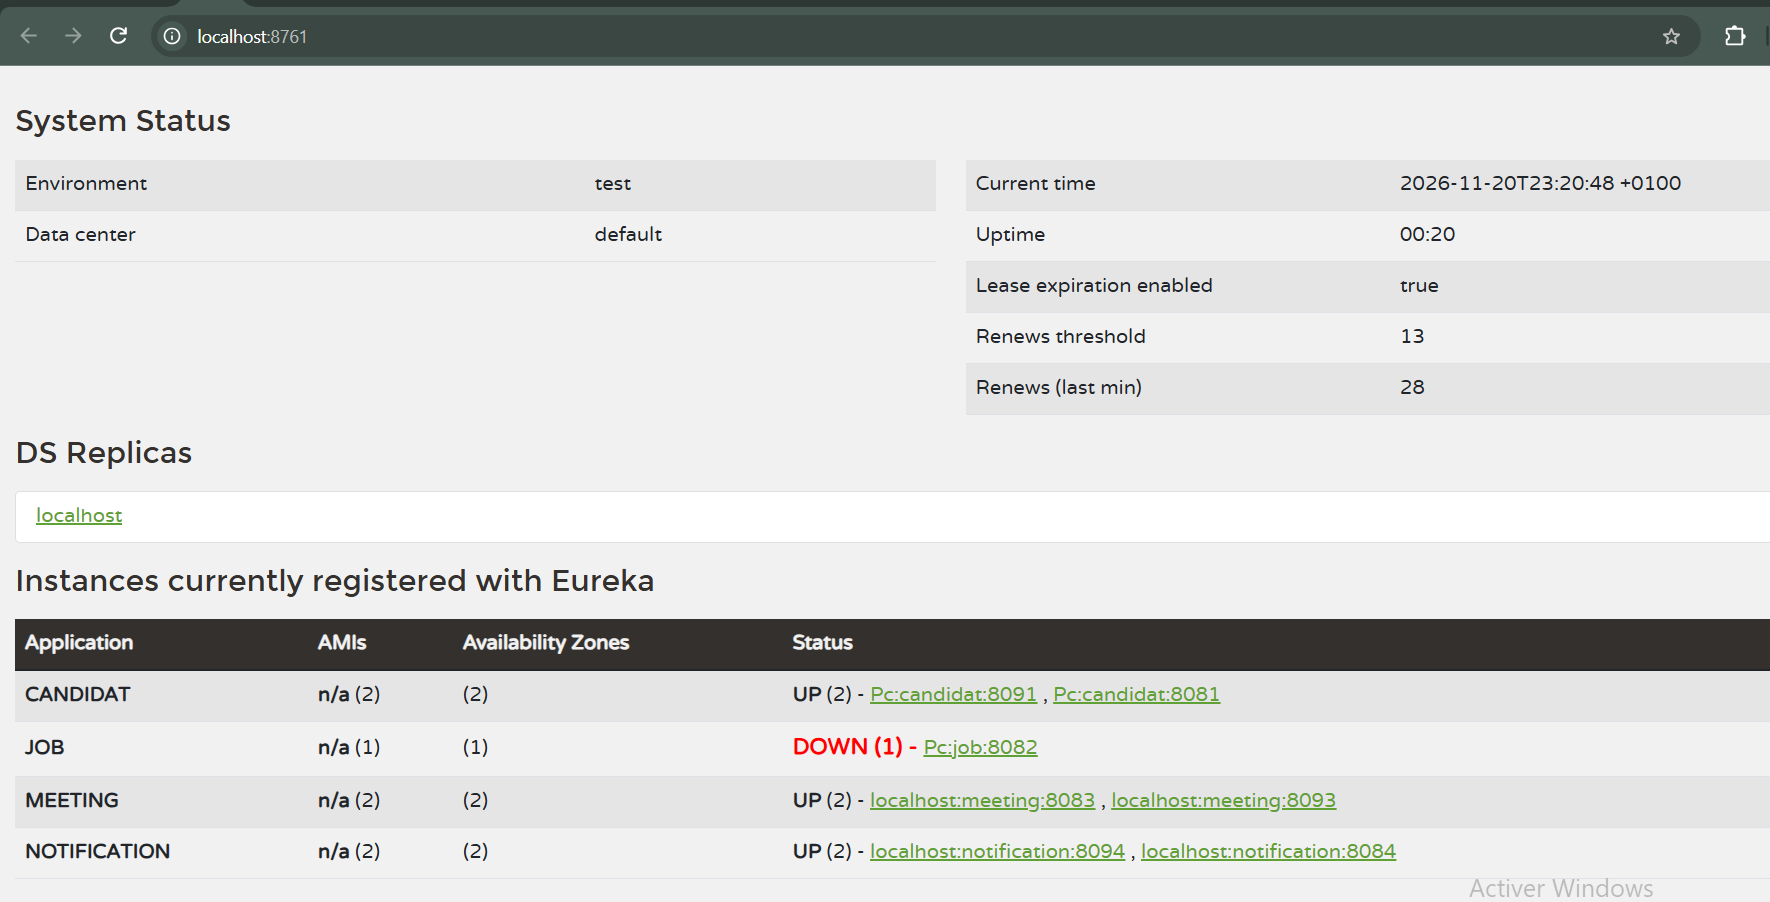 localhost:8761
System Status
Environment test
Data center default
Current time 2026-11-20T23:20:48 +0100
Uptime 00:20
Lease expiration enabled true
Renews threshold 13
Renews (last min) 28
DS Replicas
localhost
Instances currently registered with Eureka
Application AMIs Availability Zones Status
CANDIDAT n/a (2) (2) UP (2) - Pc:candidat:8091 , Pc:candidat:8081
JOB n/a (1) (1) DOWN (1) - Pc:job:8082
MEETING n/a (2) (2) UP (2) - localhost:meeting:8083 , localhost:meeting:8093
NOTIFICATION n/a (2) (2) UP (2) - localhost:notification:8094 , localhost:notification:8084
Activer Windows